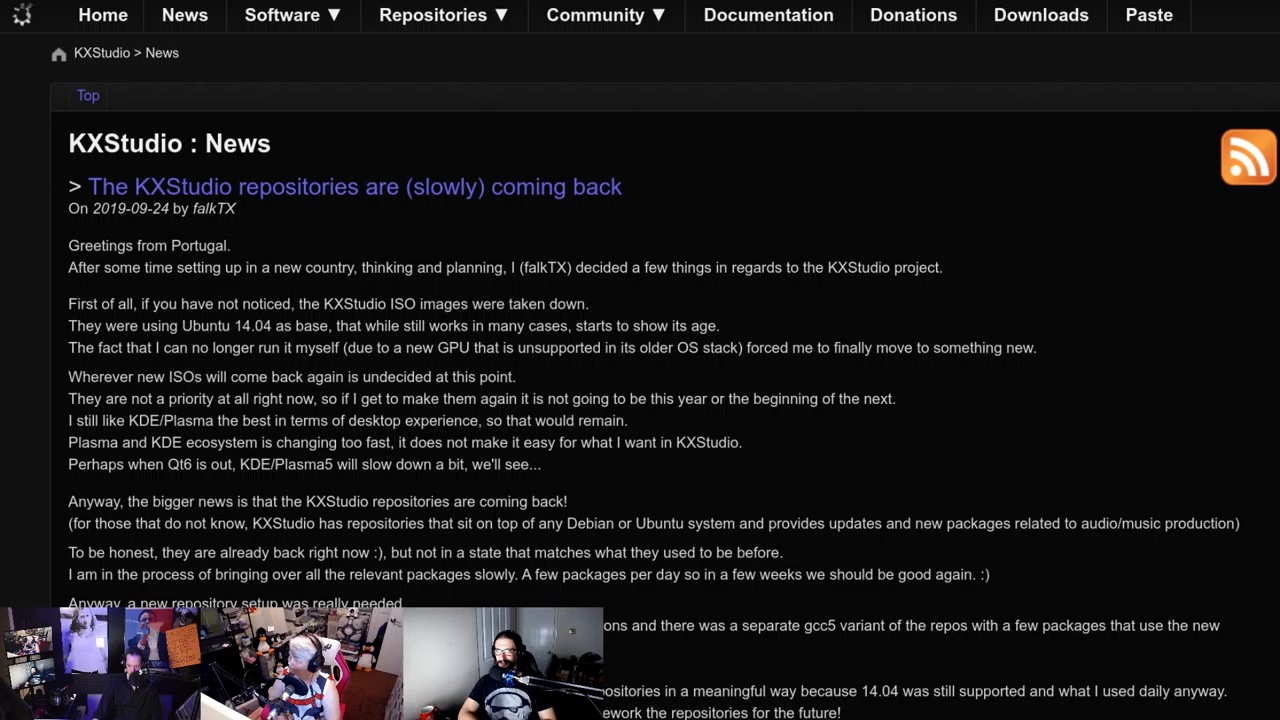 Home
News
Software ▼
Repositories ▼
Community ▼
Documentation
Donations
Downloads
Paste
KXStudio > News
Top
KXStudio : News
> The KXStudio repositories are (slowly) coming back
On 2019-09-24 by falkTX
Greetings from Portugal.
After some time setting up in a new country, thinking and planning, I (falkTX) decided a few things in regards to the KXStudio project.
First of all, if you have not noticed, the KXStudio ISO images were taken down.
They were using Ubuntu 14.04 as base, that while still works in many cases, starts to show its age.
The fact that I can no longer run it myself (due to a new GPU that is unsupported in its older OS stack) forced me to finally move to something new.
Wherever new ISOs will come back again is undecided at this point.
They are not a priority at all right now, so if I get to make them again it is not going to be this year or the beginning of the next.
I still like KDE/Plasma the best in terms of desktop experience, so that would remain.
Plasma and KDE ecosystem is changing too fast, it does not make it easy for what I want in KXStudio.
Perhaps when Qt6 is out, KDE/Plasma5 will slow down a bit, we'll see...
Anyway, the bigger news is that the KXStudio repositories are coming back!
(for those that do not know, KXStudio has repositories that sit on top of any Debian or Ubuntu system and provides updates and new packages related to audio/music production)
To be honest, they are already back right now :), but not in a state that matches what they used to be before.
I am in the process of bringing over all the relevant packages slowly. A few packages per day so in a few weeks we should be good again. :)
Anyway, a new repository setup was really needed
ons and there was a separate gcc5 variant of the repos with a few packages that use the new
ositories in a meaningful way because 14.04 was still supported and what I used daily anyway.
ework the repositories for the future!